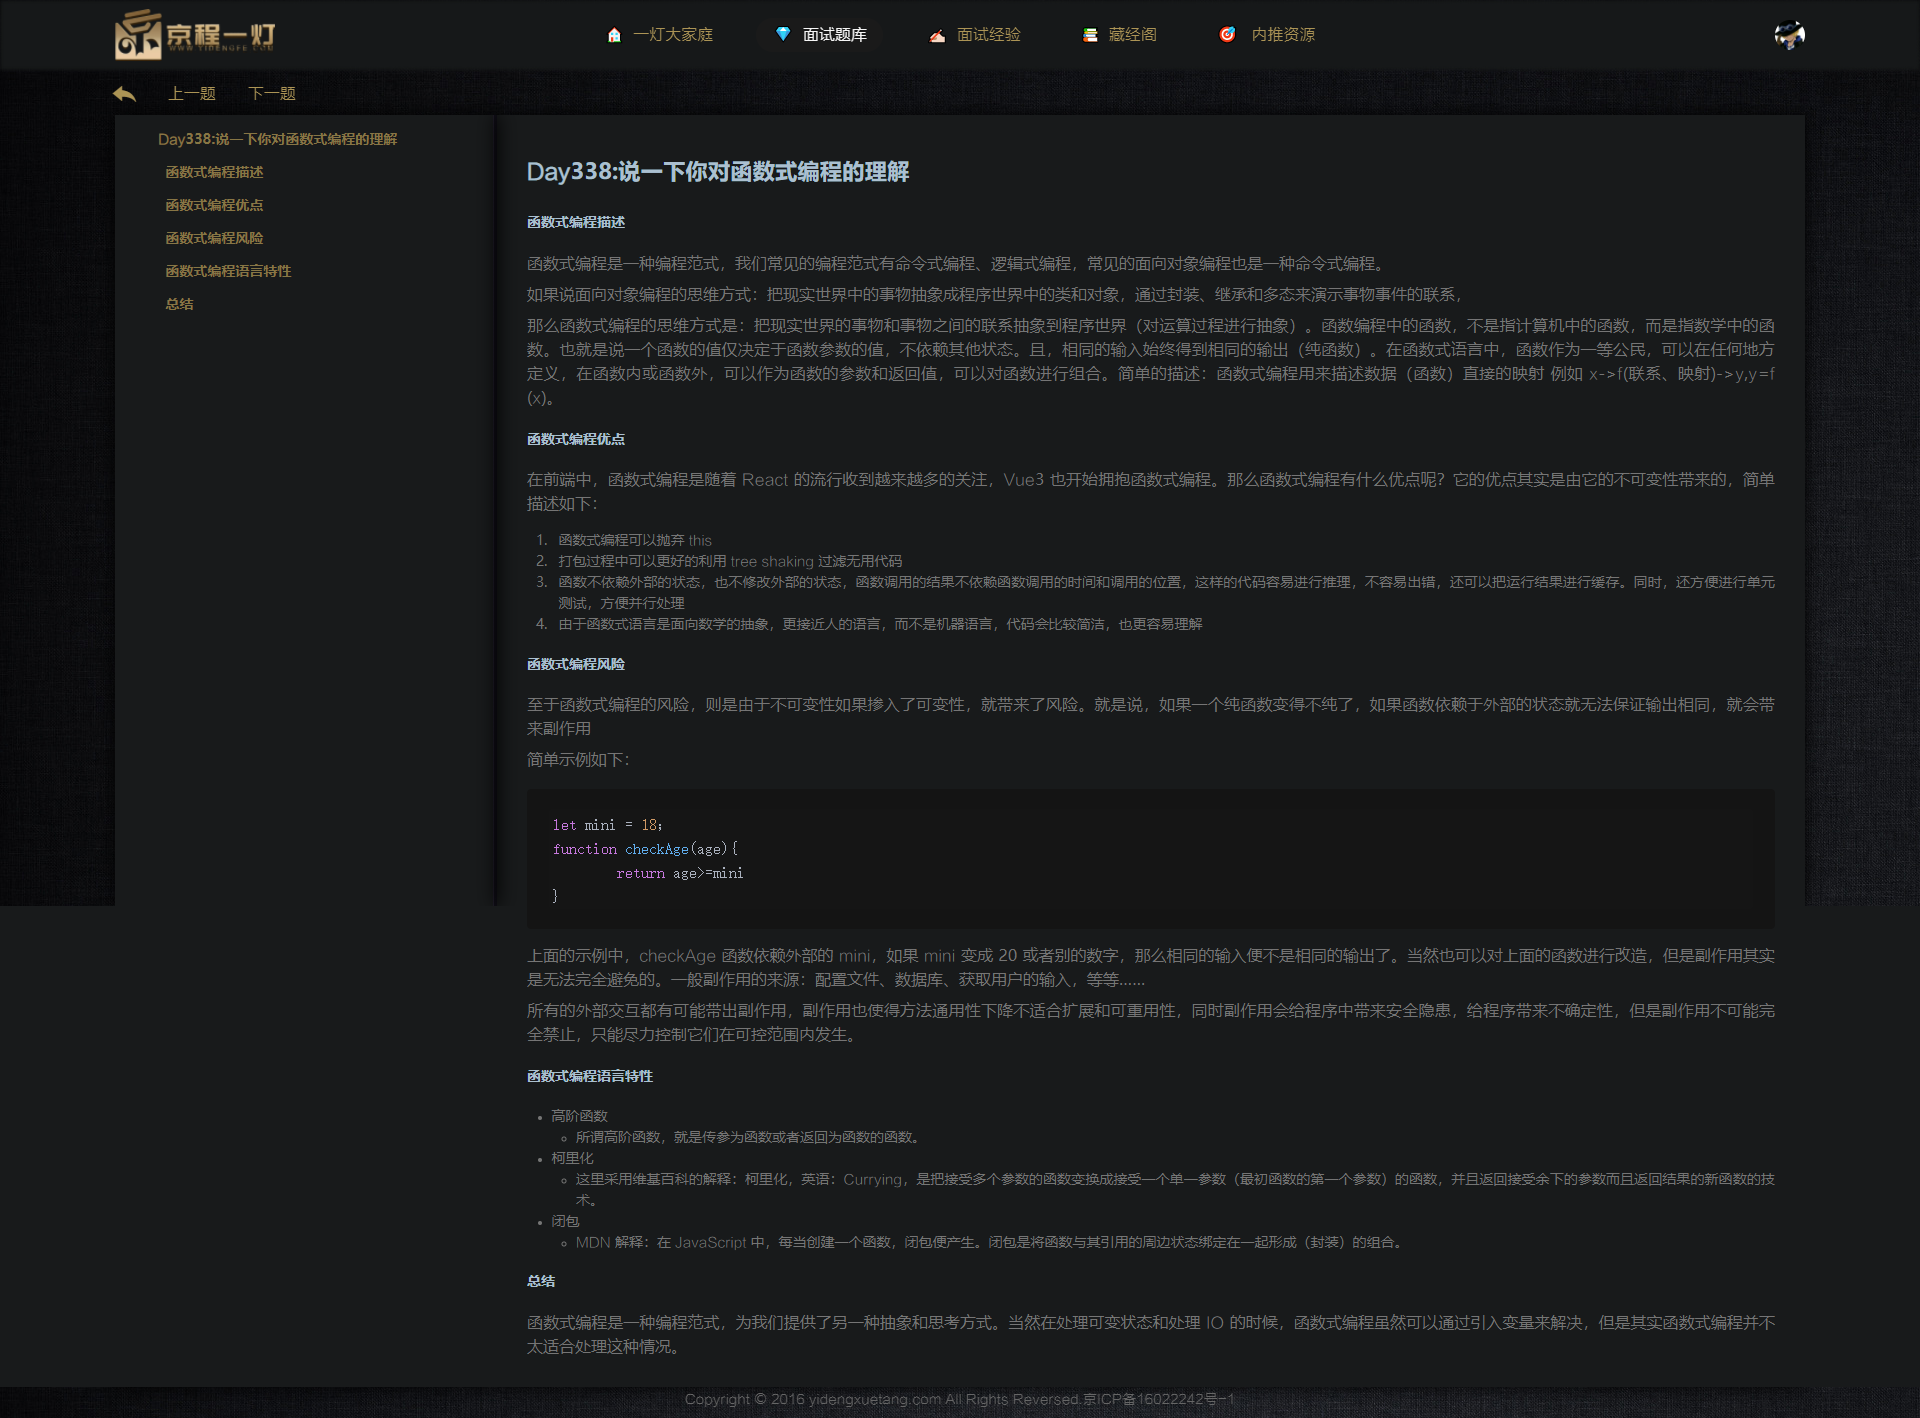 京程一灯
WWW.YIDENGFE.COM
一灯大家庭
面试题库
面试经验
藏经阁
内推资源
上一题
下一题
Day338:说一下你对函数式编程的理解
函数式编程描述
函数式编程优点
函数式编程风险
函数式编程语言特性
总结
Day338:说一下你对函数式编程的理解
函数式编程描述
函数式编程是一种编程范式，我们常见的编程范式有命令式编程、逻辑式编程，常见的面向对象编程也是一种命令式编程。
如果说面向对象编程的思维方式：把现实世界中的事物抽象成程序世界中的类和对象，通过封装、继承和多态来演示事物事件的联系，
那么函数式编程的思维方式是：把现实世界的事物和事物之间的联系抽象到程序世界（对运算过程进行抽象）。函数编程中的函数，不是指计算机中的函数，而是指数学中的函
数。也就是说一个函数的值仅决定于函数参数的值，不依赖其他状态。且，相同的输入始终得到相同的输出（纯函数）。在函数式语言中，函数作为一等公民，可以在任何地方
定义，在函数内或函数外，可以作为函数的参数和返回值，可以对函数进行组合。简单的描述：函数式编程用来描述数据（函数）直接的映射 例如 x->f(联系、映射)->y,y=f
(x)。
函数式编程优点
在前端中，函数式编程是随着 React 的流行收到越来越多的关注，Vue3 也开始拥抱函数式编程。那么函数式编程有什么优点呢？它的优点其实是由它的不可变性带来的，简单
描述如下：
1. 函数式编程可以抛弃 this
2. 打包过程中可以更好的利用 tree shaking 过滤无用代码
3. 函数不依赖外部的状态，也不修改外部的状态，函数调用的结果不依赖函数调用的时间和调用的位置，这样的代码容易进行推理，不容易出错，还可以把运行结果进行缓存。同时，还方便进行单元
测试，方便并行处理
4. 由于函数式语言是面向数学的抽象，更接近人的语言，而不是机器语言，代码会比较简洁，也更容易理解
函数式编程风险
至于函数式编程的风险，则是由于不可变性如果掺入了可变性，就带来了风险。就是说，如果一个纯函数变得不纯了，如果函数依赖于外部的状态就无法保证输出相同，就会带
来副作用
简单示例如下：
let mini = 18;
function checkAge(age){
return age>=mini
}
上面的示例中，checkAge 函数依赖外部的 mini，如果 mini 变成 20 或者别的数字，那么相同的输入便不是相同的输出了。当然也可以对上面的函数进行改造，但是副作用其实
是无法完全避免的。一般副作用的来源：配置文件、数据库、获取用户的输入，等等……
所有的外部交互都有可能带出副作用，副作用也使得方法通用性下降不适合扩展和可重用性，同时副作用会给程序中带来安全隐患，给程序带来不确定性，但是副作用不可能完
全禁止，只能尽力控制它们在可控范围内发生。
函数式编程语言特性
• 高阶函数
◦ 所谓高阶函数，就是传参为函数或者返回为函数的函数。
• 柯里化
◦ 这里采用维基百科的解释：柯里化，英语：Currying，是把接受多个参数的函数变换成接受一个单一参数（最初函数的第一个参数）的函数，并且返回接受余下的参数而且返回结果的新函数的技
术。
• 闭包
◦ MDN 解释：在 JavaScript 中，每当创建一个函数，闭包便产生。闭包是将函数与其引用的周边状态绑定在一起形成（封装）的组合。
总结
函数式编程是一种编程范式，为我们提供了另一种抽象和思考方式。当然在处理可变状态和处理 IO 的时候，函数式编程虽然可以通过引入变量来解决，但是其实函数式编程并不
太适合处理这种情况。
Copyright © 2016 yidengxuetang.com All Rights Reversed.京ICP备16022242号-1